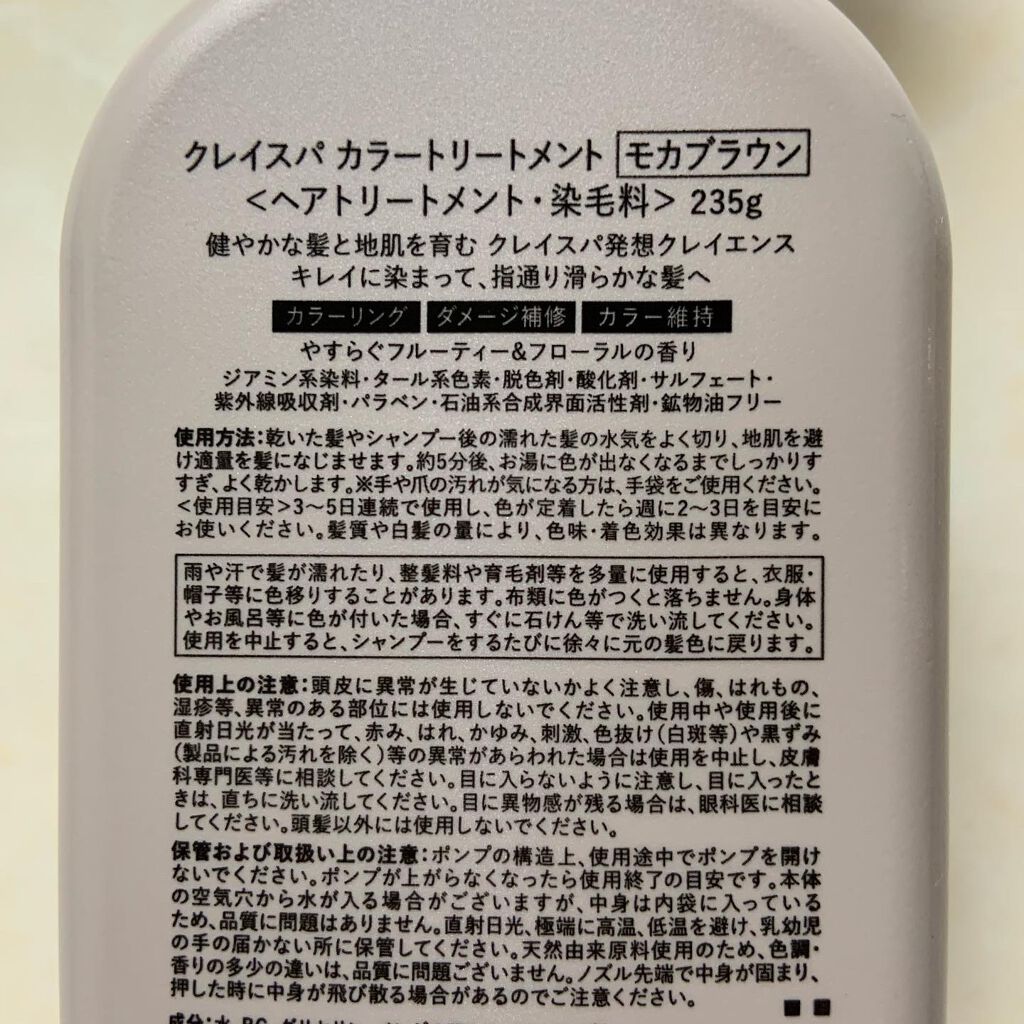 クレイスパ カラートリートメント モカブラウン
<ヘアトリートメント・染毛料> 235g
健やかな髪と地肌を育む クレイスパ発想クレイエンス
キレイに染まって、指通り滑らかな髪へ
カラーリング ダメージ補修 カラー維持
やすらぐフルーティー&フローラルの香り
ジアミン系染料・タール系色素・脱色剤・酸化剤・サルフェート・
紫外線吸収剤・パラベン・石油系合成界面活性剤・鉱物油フリー
使用方法:乾いた髪やシャンプー後の濡れた髪の水気をよく切り、地肌を避
け適量を髪になじませます。約5分後、お湯に色が出なくなるまでしっかりす
すぎ、よく乾かします。※手や爪の汚れが気になる方は、手袋をご使用ください。
<使用目安>3〜5日連続で使用し、色が定着したら週に2〜3日を目安に
お使いください。髪質や白髪の量により、色味・着色効果は異なります。
雨や汗で髪が濡れたり、整髪料や育毛剤等を多量に使用すると、衣服・
帽子等に色移りすることがあります。布類に色がつくと落ちません。身体
やお風呂等に色が付いた場合、すぐに石けん等で洗い流してください。
使用を中止すると、シャンプーをするたびに徐々に元の髪色に戻ります。
使用上の注意:頭皮に異常が生じていないかよく注意し、傷、はれもの、
湿疹等、異常のある部位には使用しないでください。使用中や使用後に
直射日光が当たって、赤み、はれ、かゆみ、刺激、色抜け(白斑等)や黒ずみ
(製品による汚れを除く)等の異常があらわれた場合は使用を中止し、皮膚
科専門医等に相談してください。目に入らないように注意し、目に入ったと
きは、直ちに洗い流してください。目に異物感が残る場合は、眼科医に相談
してください。頭髪以外には使用しないでください。
保管および取扱い上の注意:ポンプの構造上、使用途中でポンプを開け
ないでください。ポンプが上がらなくなったら使用終了の目安です。本体
の空気穴から水が入る場合がございますが、中身は内袋に入っている
ため、品質に問題はありません。直射日光、極端に高温、低温を避け、乳幼児
の手の届かない所に保管してください。天然由来原料使用のため、色調・
香りの多少の違いは、品質に問題ございません。ノズル先端で中身が固まり、
押した時に中身が飛び散る場合があるのでご注意ください。